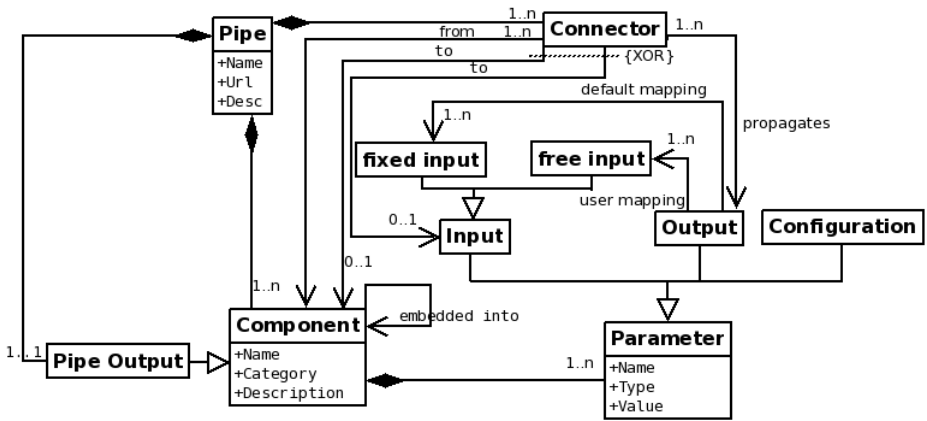 Pipe
+Name
+Url
+Desc
1..n
from
1..n
Connector
1..n
to
to
{XOR}
default mapping
1..n
propagates
fixed input
free input
1..n
user mapping
0..1
Input
Output
Configuration
0..1
1..n
Component
+Name
+Category
+Description
embedded into
Parameter
+Name
+Type
+Value
1..1
Pipe Output
1..n